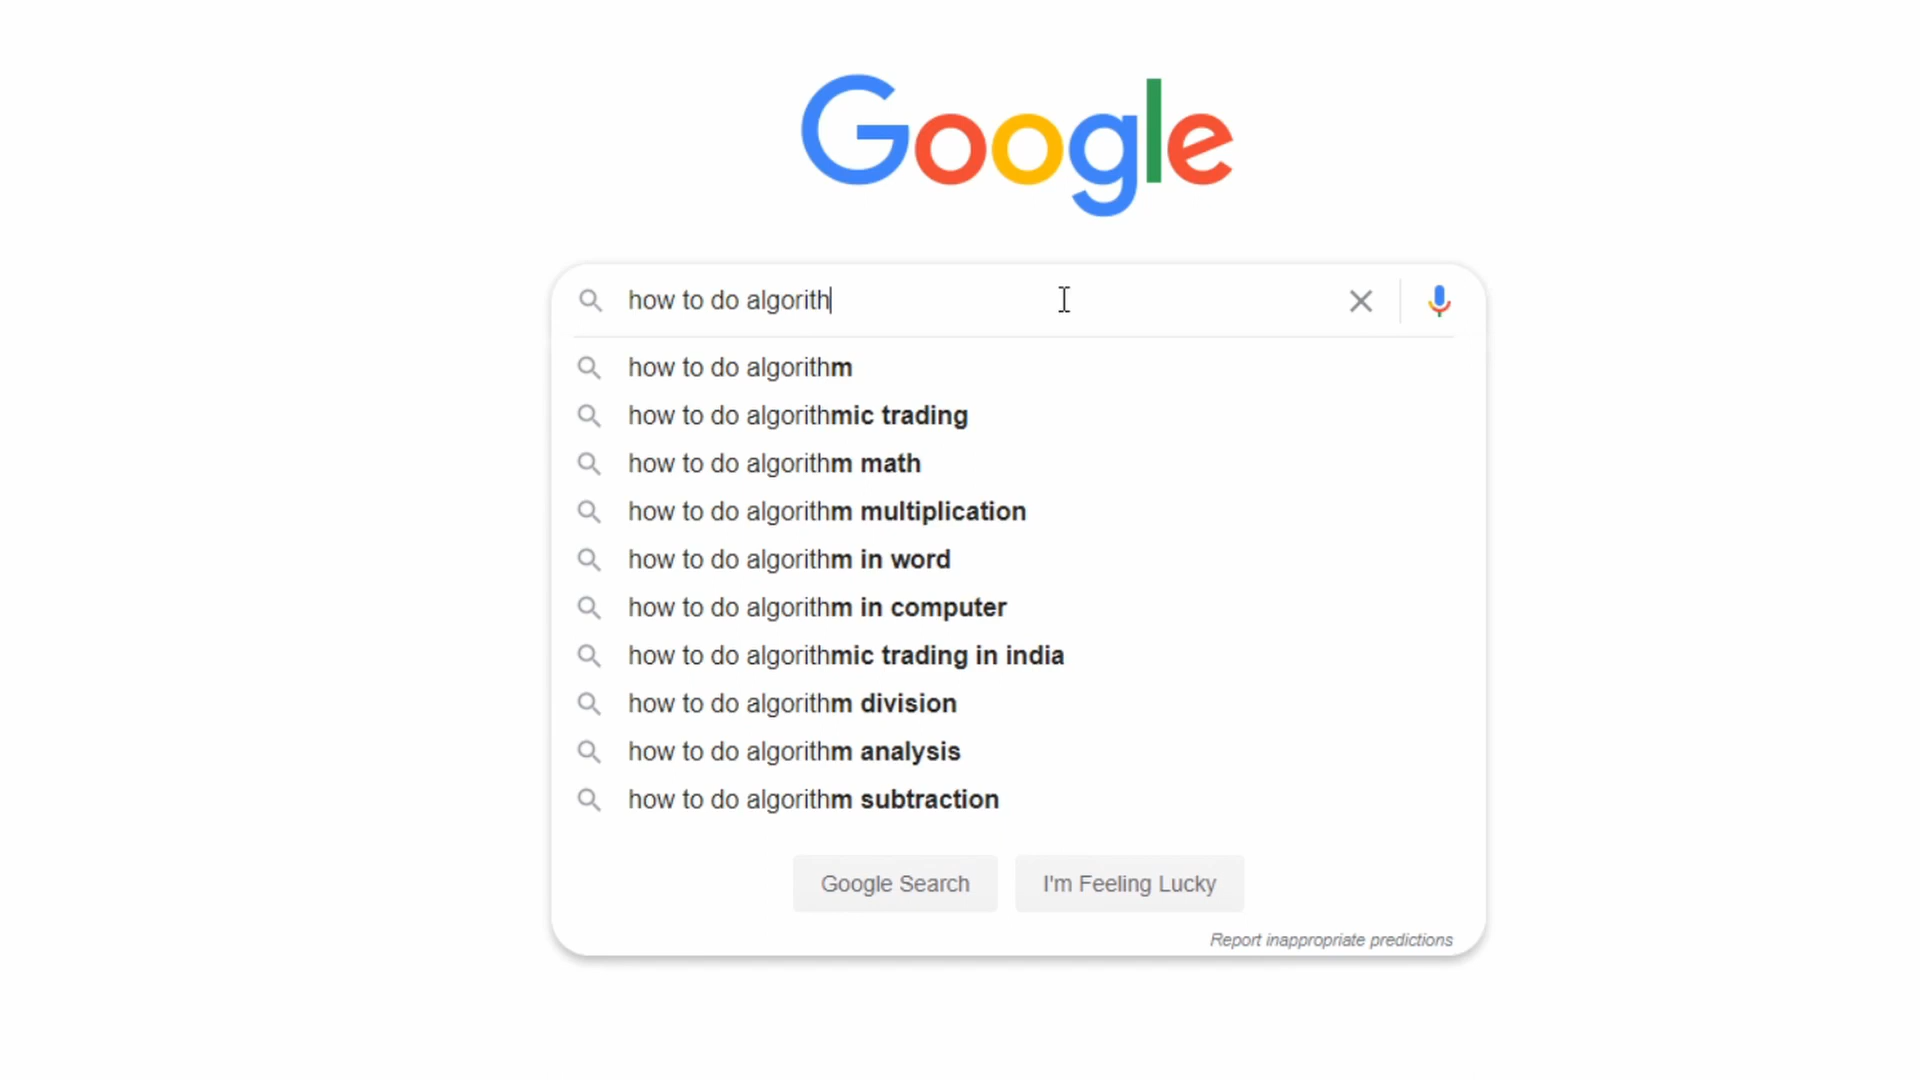 Google
how to do algorith
how to do algorithm
how to do algorithmic trading
how to do algorithm math
how to do algorithm multiplication
how to do algorithm in word
how to do algorithm in computer
how to do algorithmic trading in india
how to do algorithm division
how to do algorithm analysis
how to do algorithm subtraction
Google Search I'm Feeling Lucky
Report inappropriate predictions